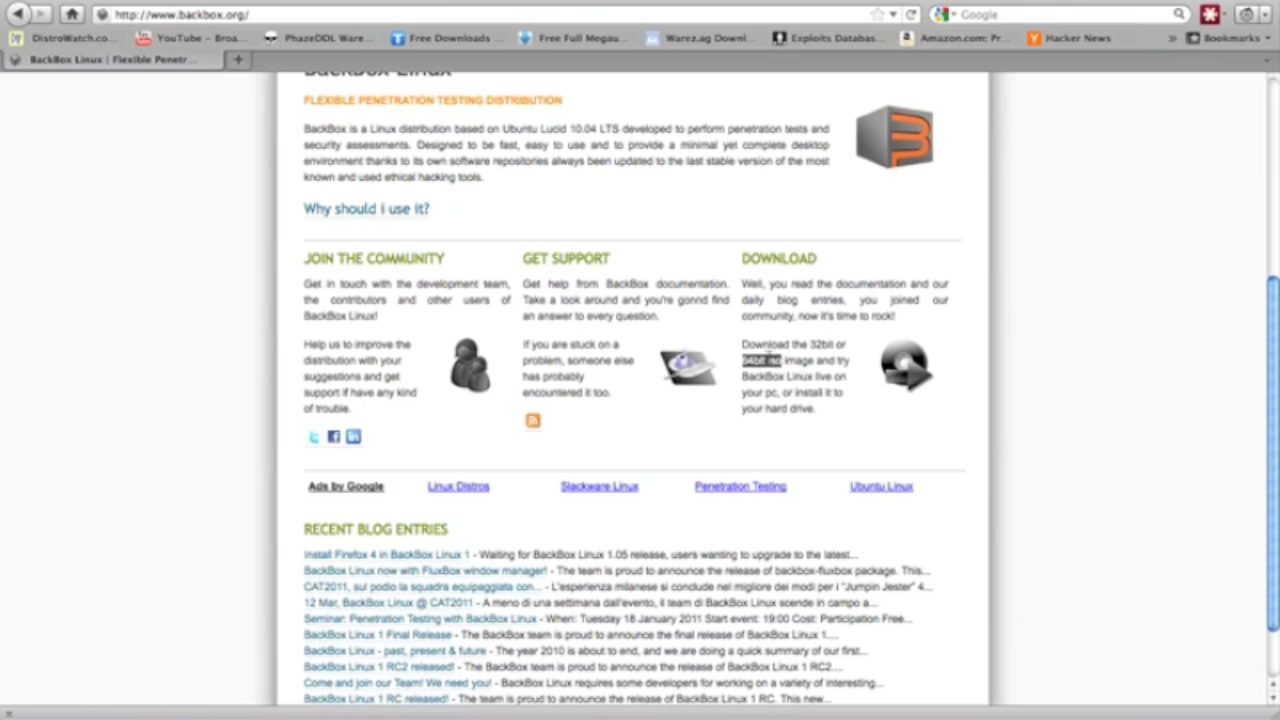 http://www.backbox.org/
Google
DistroWatch.co...
YouTube - Broa...
PhazeDDL Ware...
Free Downloads ...
Free Full Megau...
Warez.ag Downl...
Exploits Databas...
Amazon.com: Pr...
Hacker News
»
Bookmarks
BackBox Linux | Flexible Penetr...
BackBox Linux
FLEXIBLE PENETRATION TESTING DISTRIBUTION
BackBox is a Linux distribution based on Ubuntu Lucid 10.04 LTS developed to perform penetration tests and
security assessments. Designed to be fast, easy to use and to provide a minimal yet complete desktop
environment thanks to its own software repositories always been updated to the last stable version of the most
known and used ethical hacking tools.
Why should i use it?
JOIN THE COMMUNITY
Get in touch with the development team,
the contributors and other users of
BackBox Linux!
Help us to improve the
distribution with your
suggestions and get
support if have any kind
of trouble.
GET SUPPORT
Get help from BackBox documentation.
Take a look around and you're gonnd find
an answer to every question.
If you are stuck on a
problem, someone else
has probably
encountered it too.
DOWNLOAD
Well, you read the documentation and our
daily blog entries, you joined our
community, now it's time to rock!
Download the 32bit or
64bit iso image and try
BackBox Linux live on
your pc, or install it to
your hard drive.
Ads by Google
Linux Distros
Slackware Linux
Penetration Testing
Ubuntu Linux
RECENT BLOG ENTRIES
Install Firefox 4 in BackBox Linux 1 - Waiting for BackBox Linux 1.05 release, users wanting to upgrade to the latest...
BackBox Linux now with FluxBox window manager! - The team is proud to announce the release of backbox-fluxbox package. This...
CAT2011, sul podio la squadra equipaggiata con... - L'esperienza milanese si conclude nel migliore dei modi per i "Jumpin Jester" 4...
12 Mar, BackBox Linux @ CAT2011 - A meno di una settimana dall'evento, il team di BackBox Linux scende in campo a...
Seminar: Penetration Testing with BackBox Linux - When: Tuesday 18 January 2011 Start event: 19:00 Cost: Participation Free...
BackBox Linux 1 Final Release - The BackBox team is proud to announce the final release of BackBox Linux 1....
BackBox Linux - past, present & future - The year 2010 is about to end, and we are doing a quick summary of our first...
BackBox Linux 1 RC2 released! - The BackBox team is proud to announce the release of BackBox Linux 1 RC2....
Come and join our Team! We need you! - BackBox Linux requires some developers for working on a variety of interesting...
BackBox Linux 1 RC released! - The team is proud to announce the release of BackBox Linux 1 RC. This new...